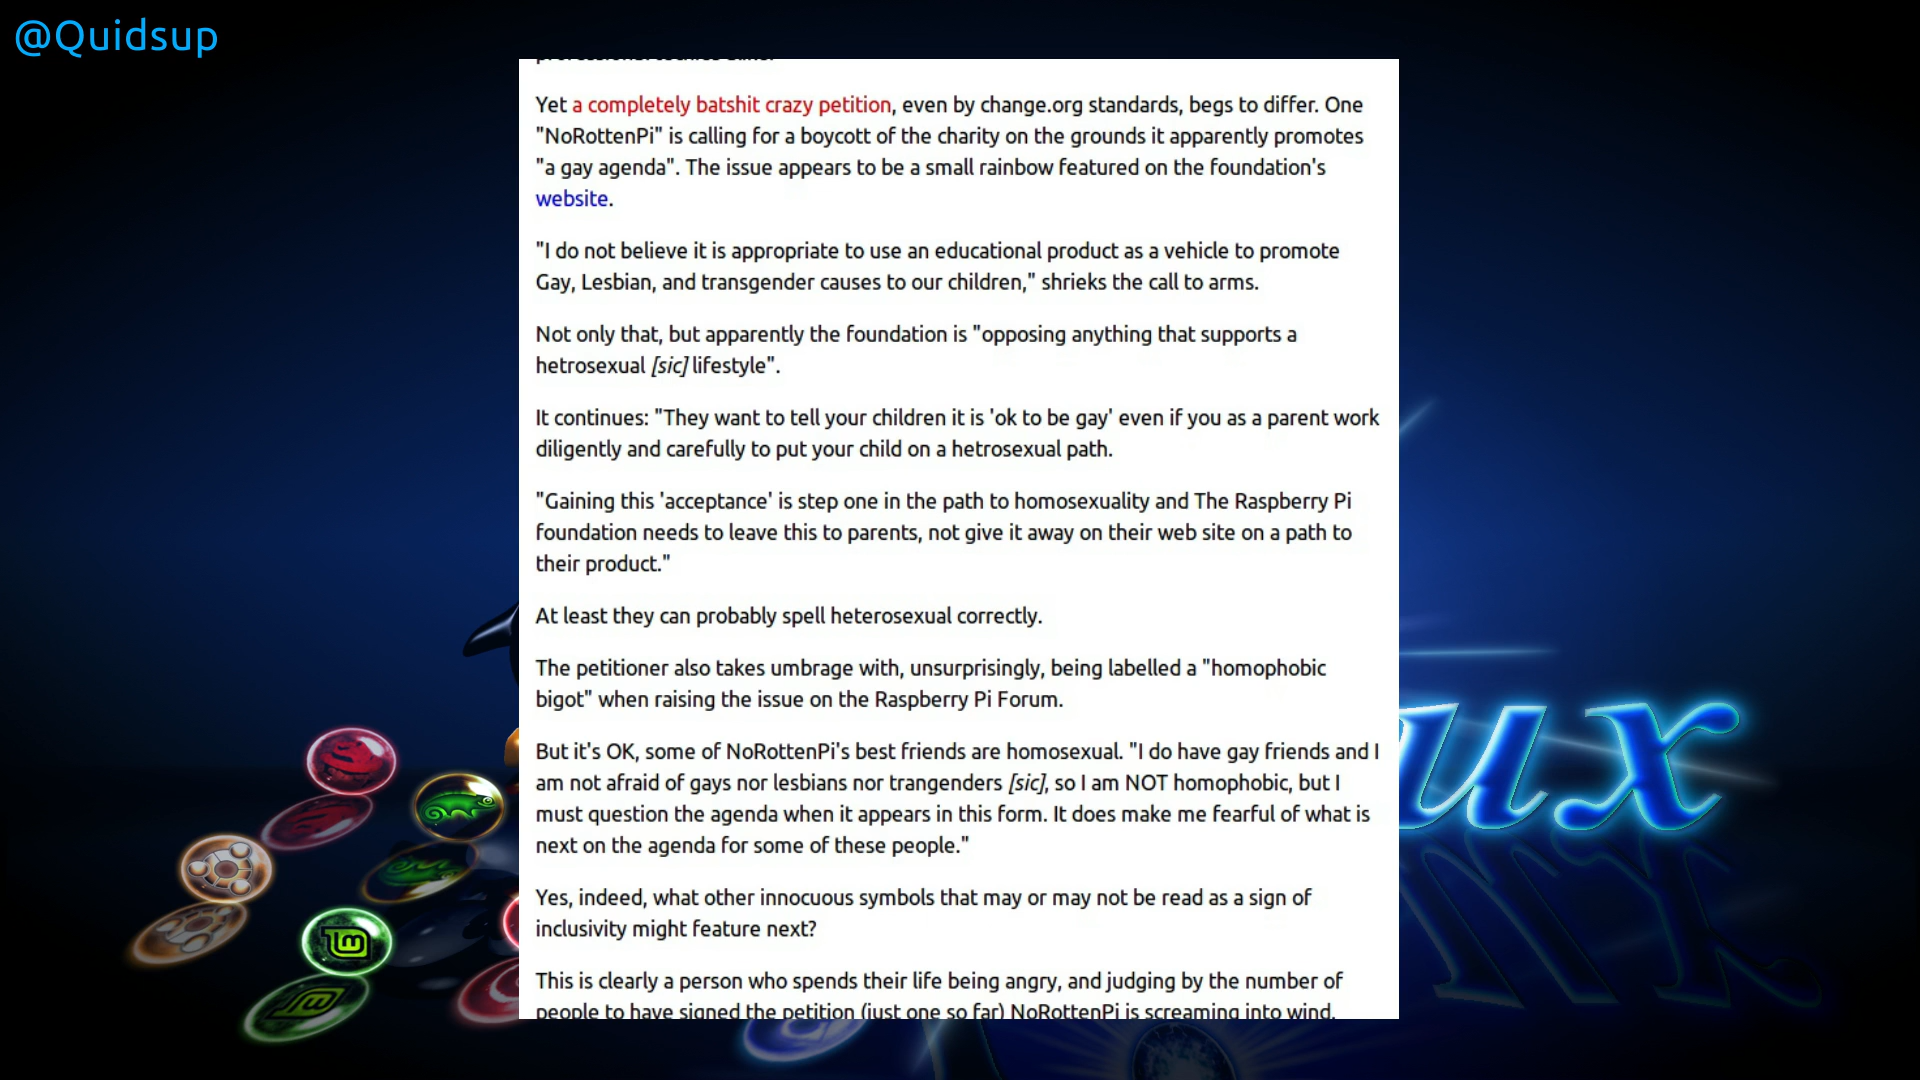 @Quidsup
Yet a completely batshit crazy petition, even by change.org standards, begs to differ. One
"NoRottenPi" is calling for a boycott of the charity on the grounds it apparently promotes
"a gay agenda". The issue appears to be a small rainbow featured on the foundation's
website.
"I do not believe it is appropriate to use an educational product as a vehicle to promote
Gay, Lesbian, and transgender causes to our children," shrieks the call to arms.
Not only that, but apparently the foundation is "opposing anything that supports a
hetrosexual [sic] lifestyle".
It continues: "They want to tell your children it is 'ok to be gay' even if you as a parent work
diligently and carefully to put your child on a hetrosexual path.
"Gaining this 'acceptance' is step one in the path to homosexuality and The Raspberry Pi
foundation needs to leave this to parents, not give it away on their web site on a path to
their product."
At least they can probably spell heterosexual correctly.
The petitioner also takes umbrage with, unsurprisingly, being labelled a "homophobic
bigot" when raising the issue on the Raspberry Pi Forum.
But it's OK, some of NoRottenPi's best friends are homosexual. "I do have gay friends and I
am not afraid of gays nor lesbians nor trangenders [sic], so I am NOT homophobic, but I
must question the agenda when it appears in this form. It does make me fearful of what is
next on the agenda for some of these people."
Yes, indeed, what other innocuous symbols that may or may not be read as a sign of
inclusivity might feature next?
This is clearly a person who spends their life being angry, and judging by the number of
people to have signed the petition (just one so far) NoRottenPi is screaming into wind.
ux